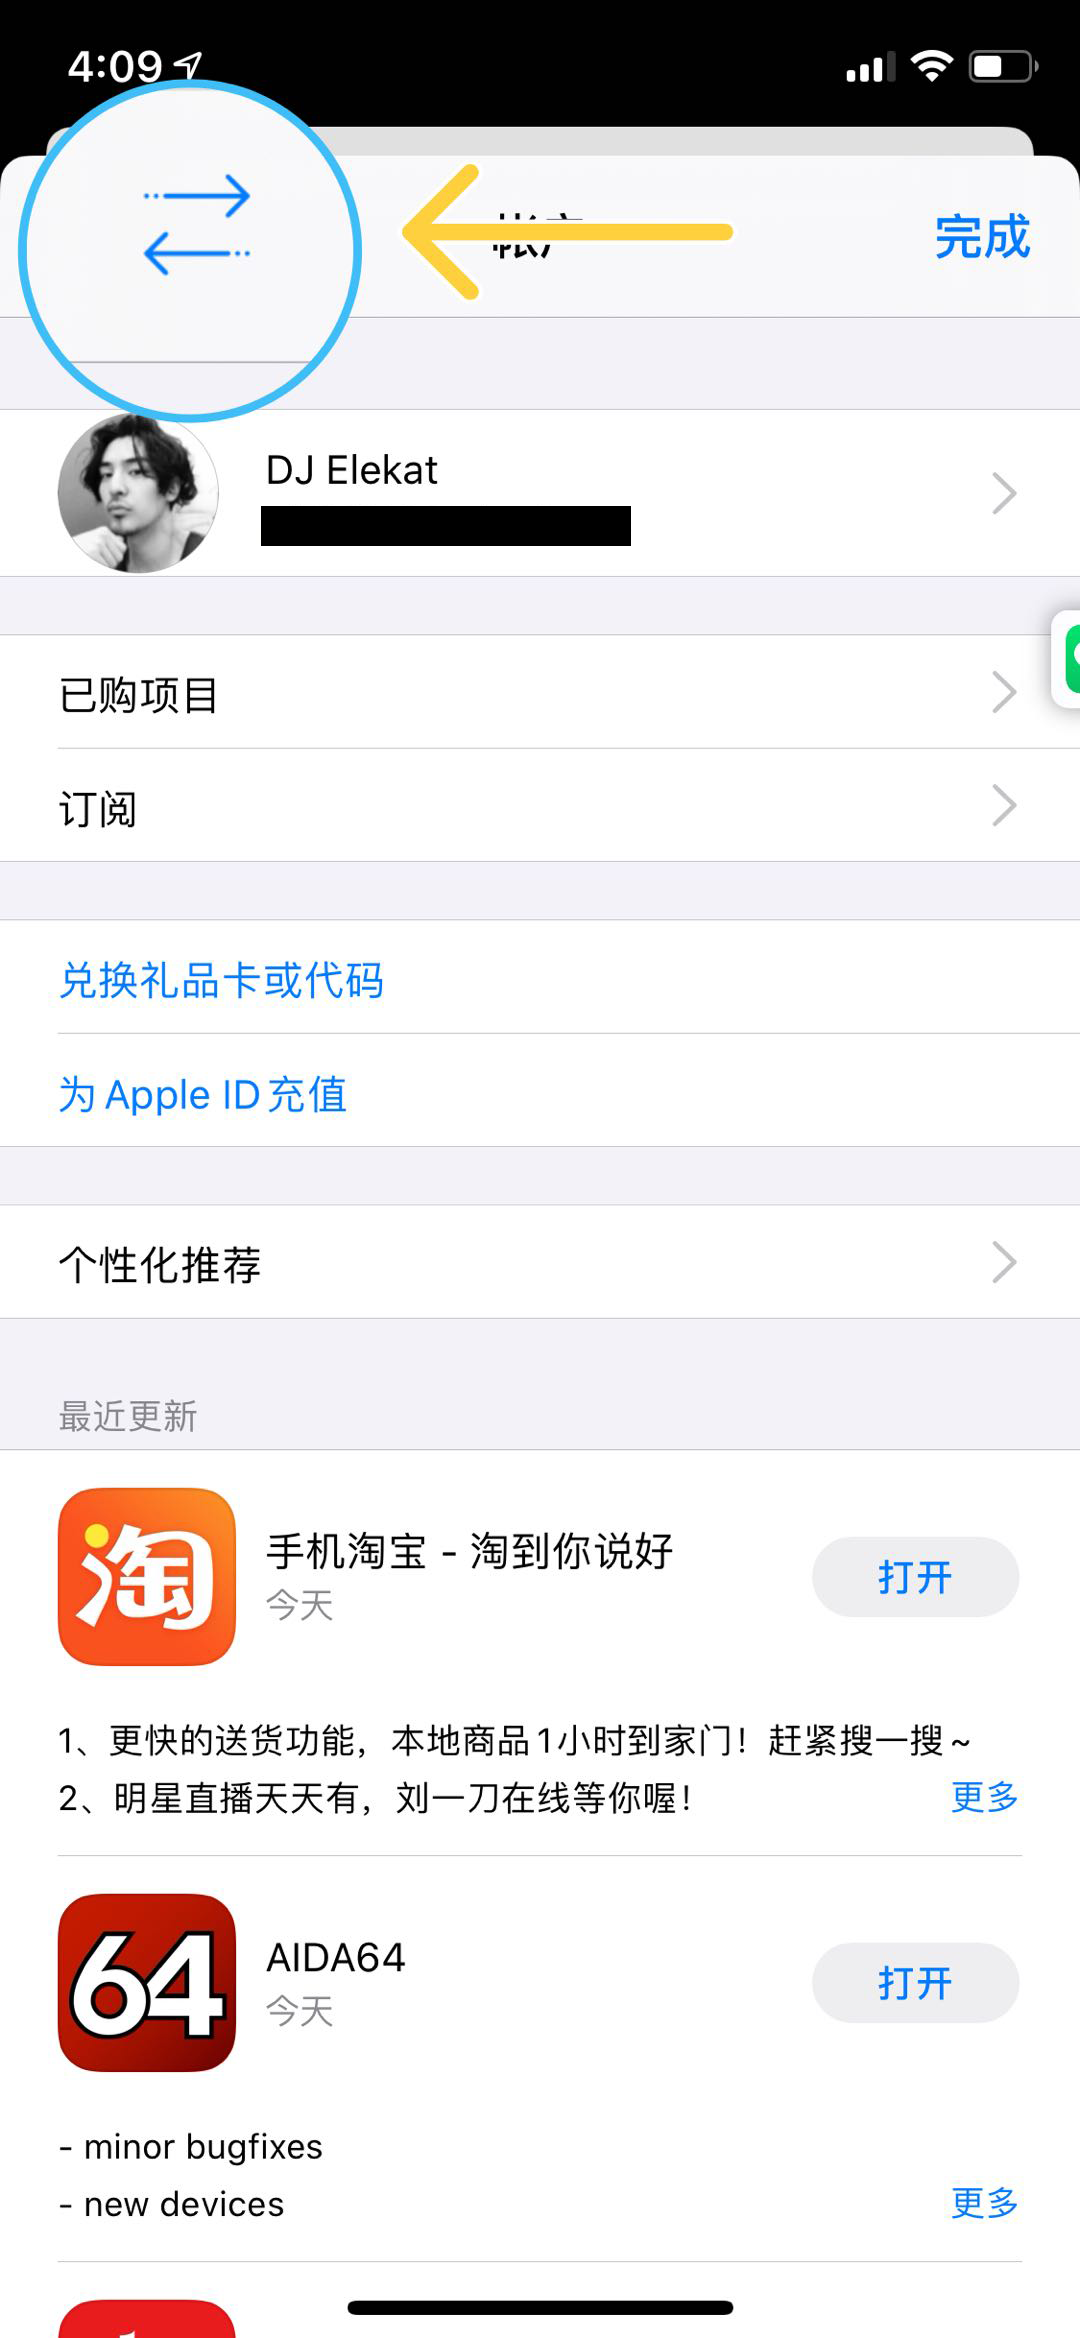 4:09
帐户
完成
DJ Elekat
已购项目
订阅
兑换礼品卡或代码
为 Apple ID 充值
个性化推荐
最近更新
淘
手机淘宝 - 淘到你说好
今天
打开
1、更快的送货功能，本地商品1小时到家门！赶紧搜一搜~
2、明星直播天天有，刘一刀在线等你喔！
更多
64
AIDA64
今天
打开
- minor bugfixes
- new devices
更多